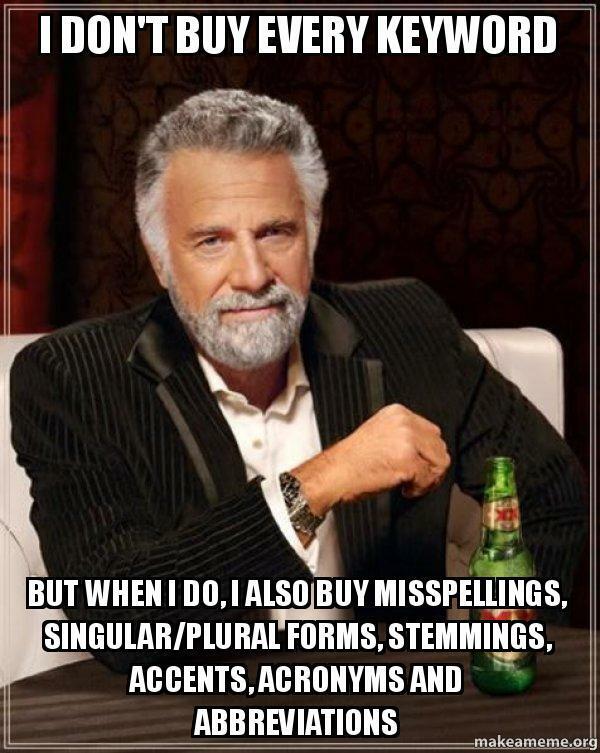 I DON'T BUY EVERY KEYWORD
XX
BUT WHEN I DO, I ALSO BUY MISSPELLINGS,
SINGULAR/PLURAL FORMS, STEMMINGS,
ACCENTS, ACRONYMS AND
ABBREVIATIONS
makeameme.org